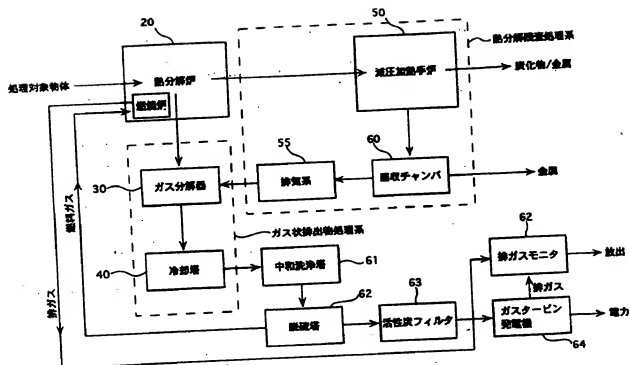 20
50
熱分解残査処理系
処理対象物体
熱分解炉
燃焼炉
減圧加熱手炉
炭化物/金属
55
60
30
ガス分解器
排気系
回収チャンバ
金属
燃料ガス
ガス状排出物処理系
62
40
冷却塔
中和洗浄塔
61
排ガスモニタ
放出
排ガス
62
63
排ガス
脱硫塔
活性炭フィルタ
ガスタービン
発電機
電力
64